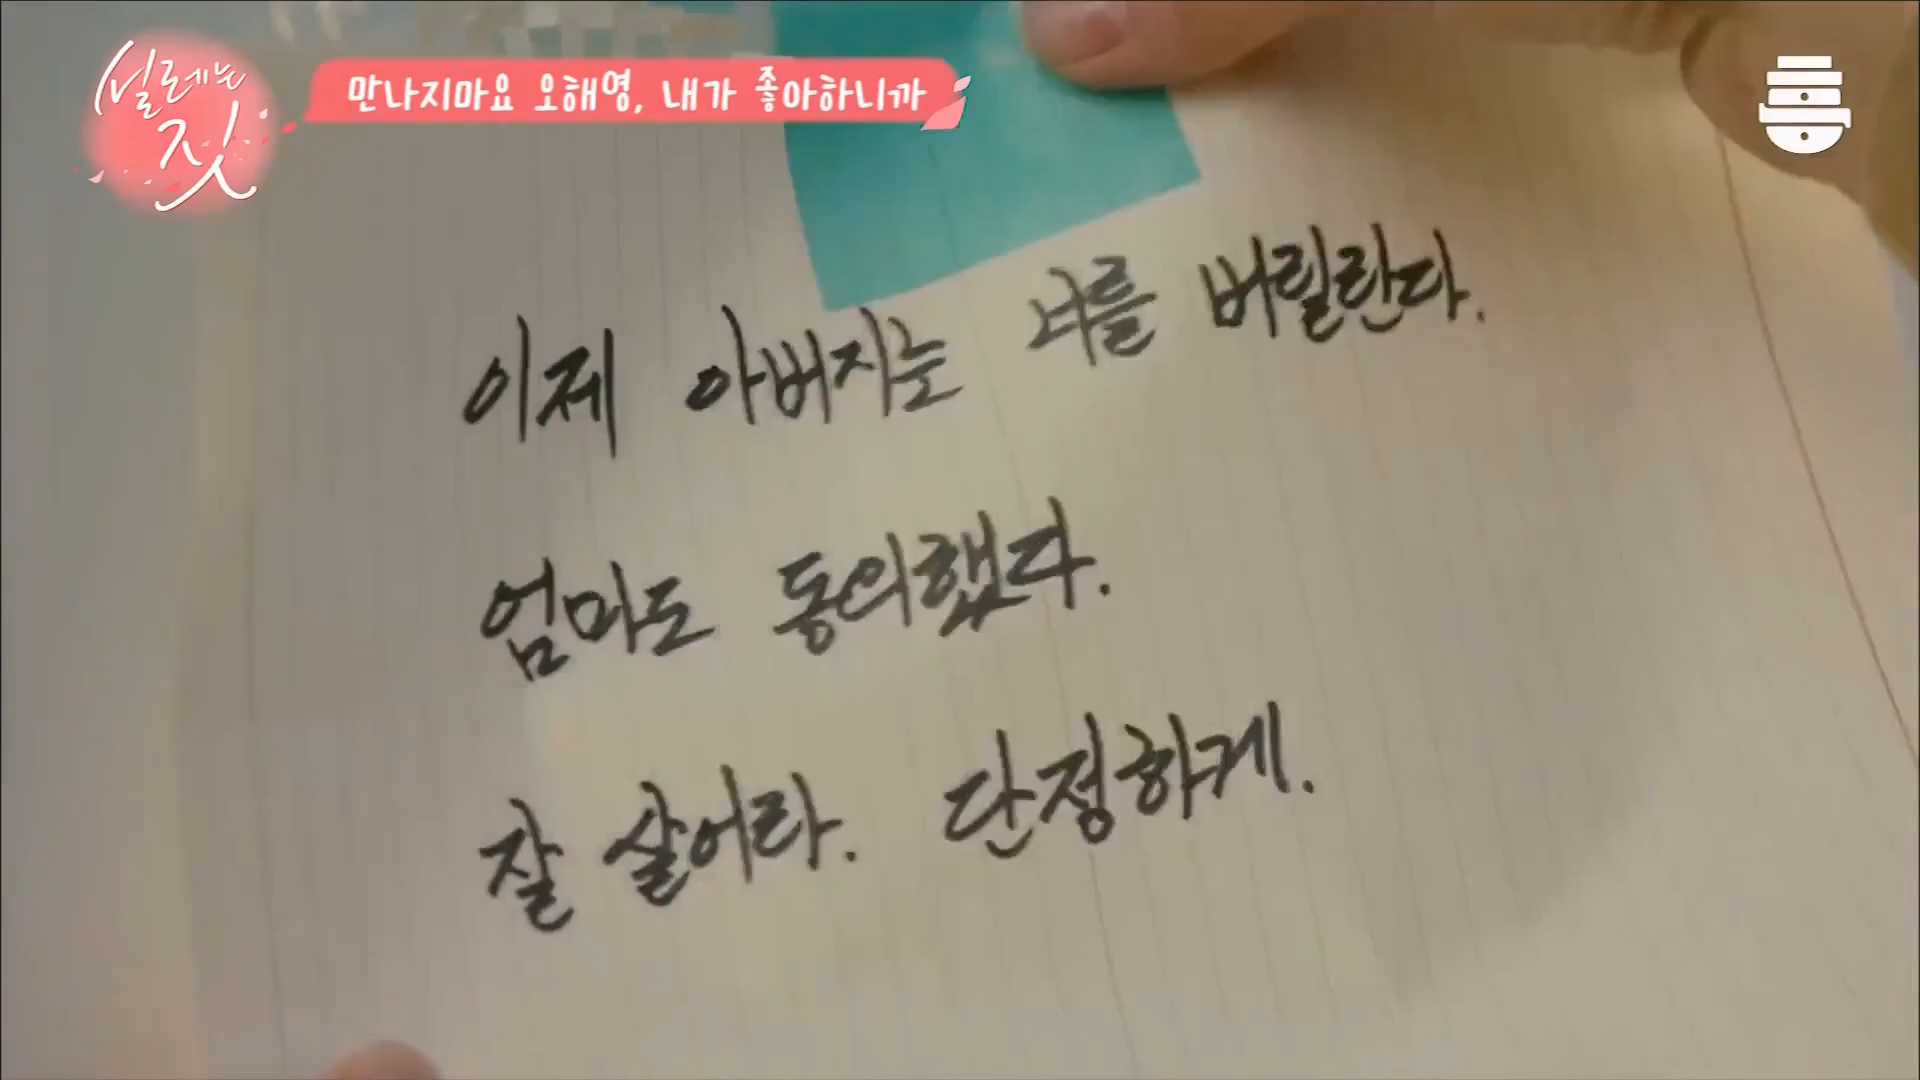 설레는
짓
만나지마요 오해영, 내가 좋아하니까
이제 아버지는 너를 버릴란다.
엄마도 동의했다.
잘 살어라. 단정하게.